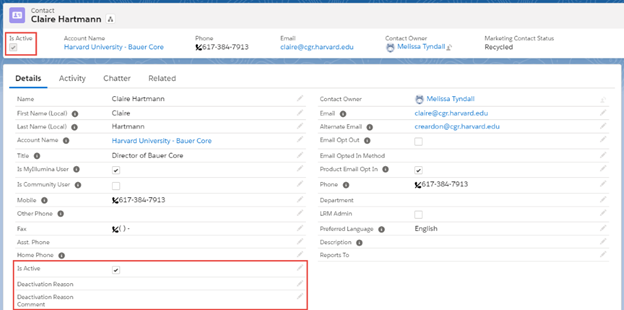 Contact
Claire Hartmann
Is Active
Account Name
Harvard University - Bauer Core
Phone
617-384-7913
Email
claire@cgr.harvard.edu
Contact Owner
Melissa Tyndall
Marketing Contact Status
Recycled
Details Activity Chatter Related
Name Claire Hartmann
Contact Owner Melissa Tyndall
First Name (Local) Claire
Email claire@cgr.harvard.edu
Last Name (Local) Hartmann
Alternate Email creardon@cgr.harvard.edu
Account Name Harvard University - Bauer Core
Email Opt Out
Title Director of Bauer Core
Email Opted In Method
Is MyIllumina User
Product Email Opt In
Is Community User
Phone 617-384-7913
Mobile 617-384-7913
Department
Other Phone
LRM Admin
Fax ( ) -
Preferred Language English
Asst. Phone
Description
Home Phone
Reports To
Is Active
Deactivation Reason
Deactivation Reason
Comment